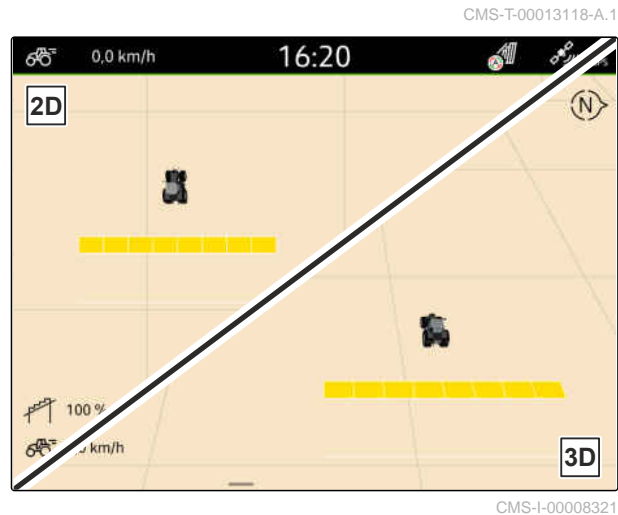 CMS-T-00013118-A.1
0,0 km/h 16:20
2D
N
100 %
km/h
3D
CMS-I-00008321